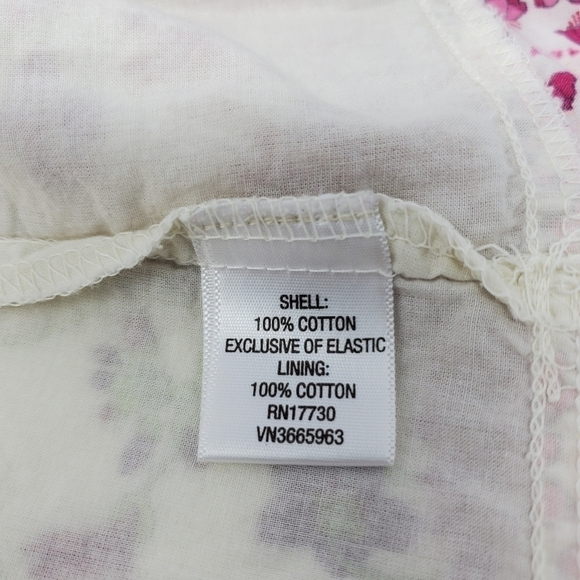 SHELL:
100% COTTON
EXCLUSIVE OF ELASTIC
LINING:
100% COTTON
RN17730
VN3665963